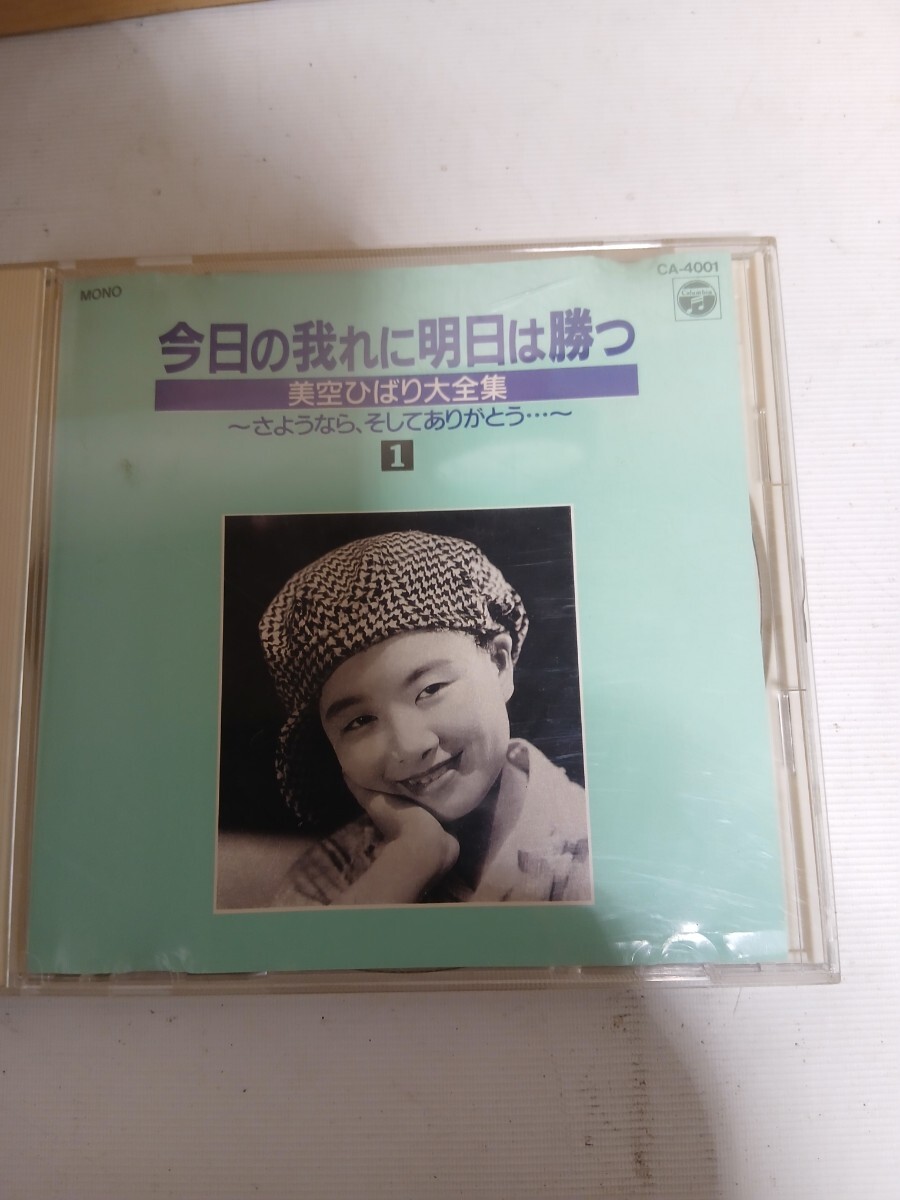 MONO
CA-4001
Columbia
今日の我れに明日は勝つ
美空ひばり大全集
〜さようなら、そしてありがとう…〜
1